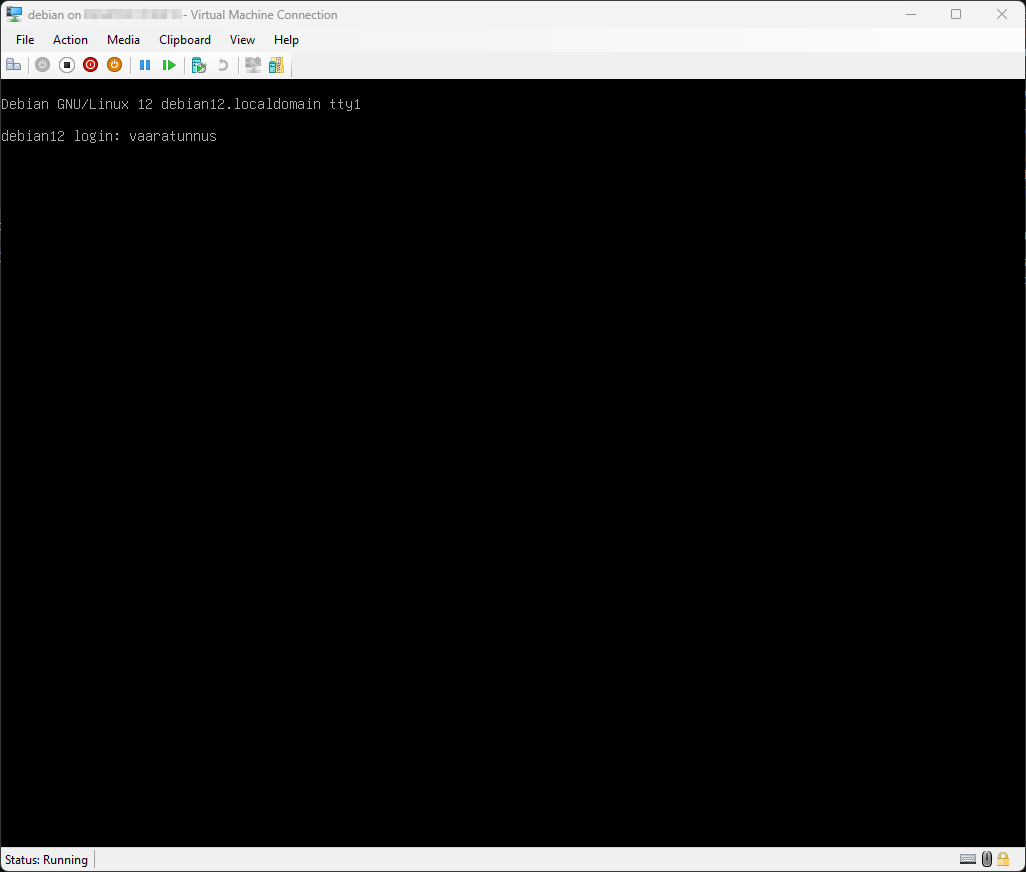 debian on - Virtual Machine Connection
File Action Media Clipboard View Help
Debian GNU/Linux 12 debian12.localdomain tty1
debian12 login: vaaratunnus
Status: Running